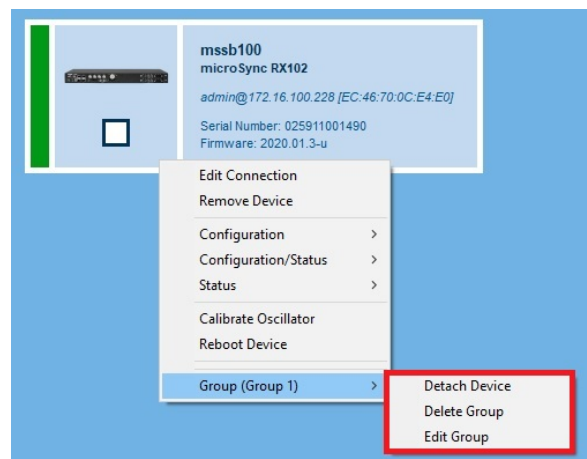 mssb100
microSync RX102
admin@172.16.100.228 [EC:46:70:0C:E4:E0]
Serial Number: 025911001490
Firmware: 2020.01.3-u
Edit Connection
Remove Device
Configuration
Configuration/Status
Status
Calibrate Oscillator
Reboot Device
Group (Group 1)
Detach Device
Delete Group
Edit Group